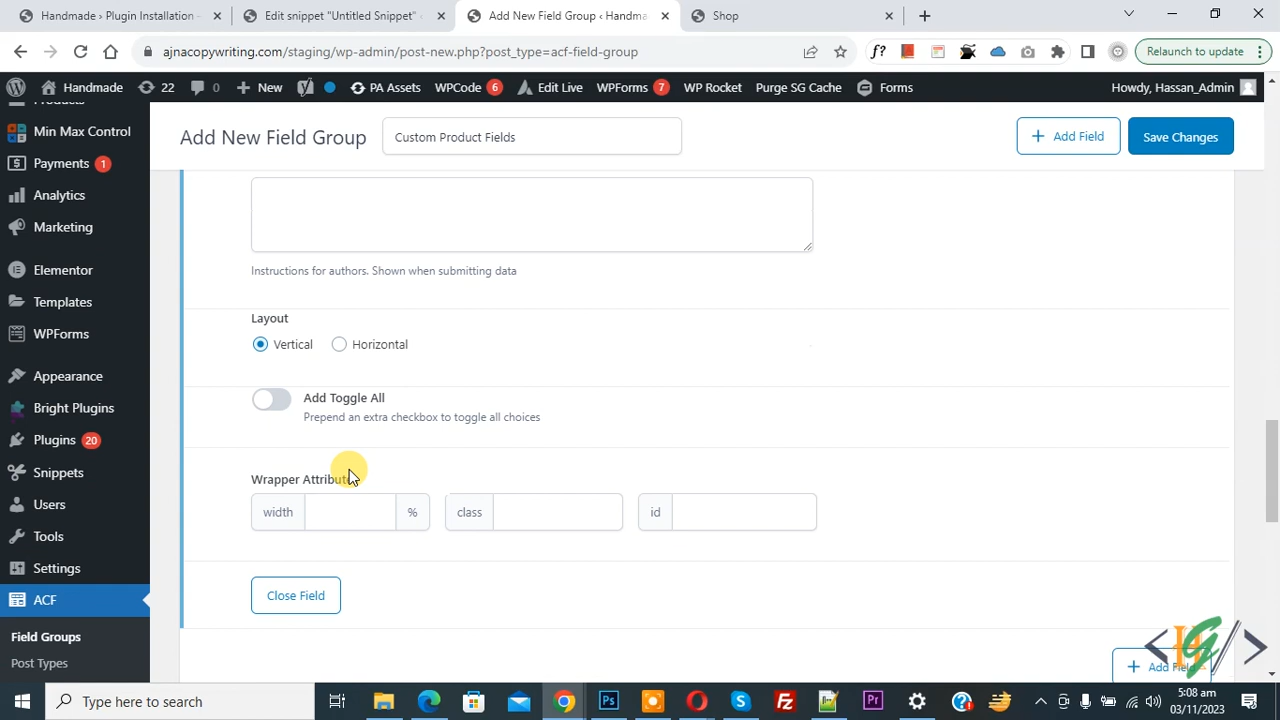 Handmade › Plugin Installation -
Edit snippet "Untitled Snippet" ‹
Add New Field Group ‹ Handma
Shop
ajnacopywriting.com/staging/wp-admin/post-new.php?post_type=acf-field-group
f?
Relaunch to update
Handmade
22
0
New
PA Assets
WPCode 6
Edit Live
WPForms 7
WP Rocket
Purge SG Cache
Forms
Howdy, Hassan_Admin
Products
Min Max Control
Payments 1
Analytics
Marketing
Elementor
Templates
WPForms
Appearance
Bright Plugins
Plugins 20
Snippets
Users
Tools
Settings
ACF
Field Groups
Post Types
Add New Field Group
Custom Product Fields
+ Add Field
Save Changes
Instructions for authors. Shown when submitting data
Layout
Vertical
Horizontal
Add Toggle All
Prepend an extra checkbox to toggle all choices
Wrapper Attributes
width
%
class
id
Close Field
+ Add Field
Type here to search
5:08 am
03/11/2023